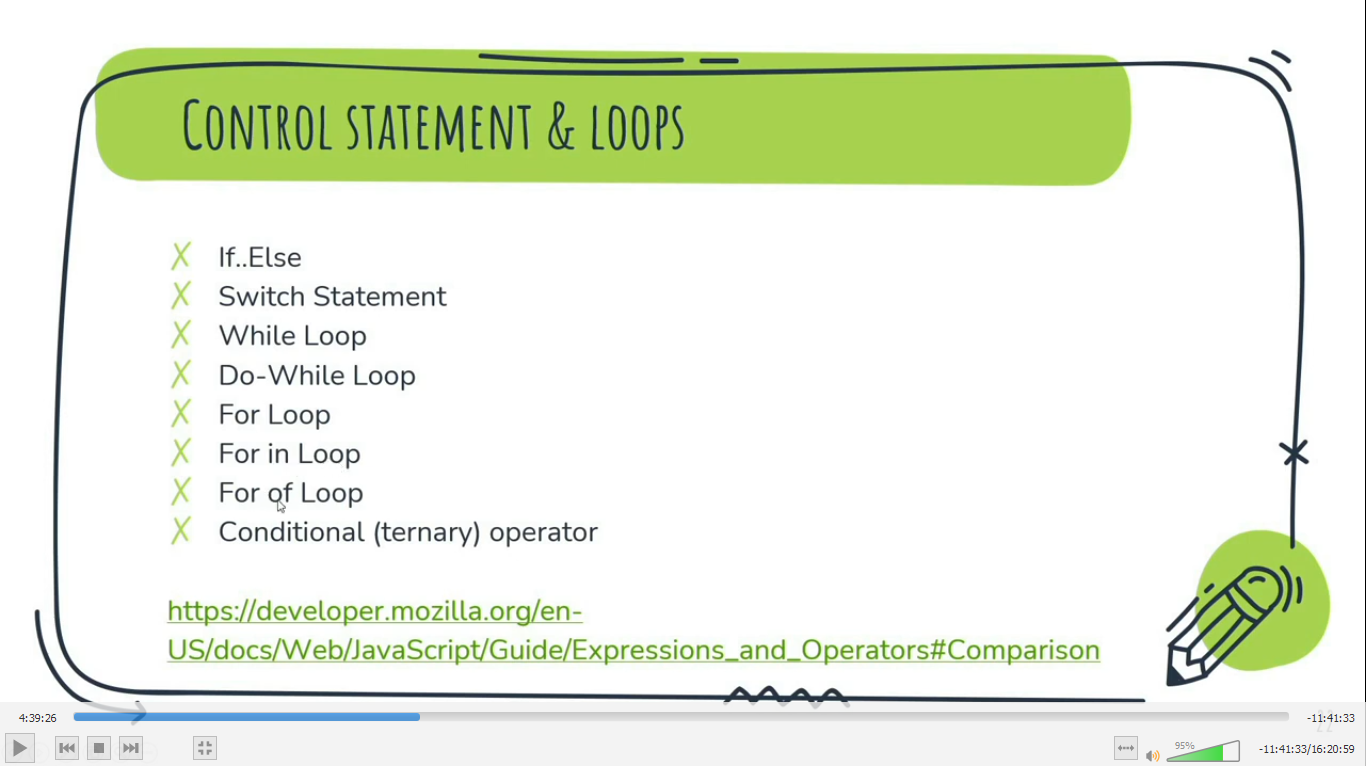 CONTROL STATEMENT & LOOPS
If..Else
Switch Statement
While Loop
Do-While Loop
For Loop
For in Loop
For of Loop
Conditional (ternary) operator
https://developer.mozilla.org/en-
US/docs/Web/JavaScript/Guide/Expressions_and_Operators#Comparison
4:39:26
-11:41:33
95%
-11:41:33/16:20:59